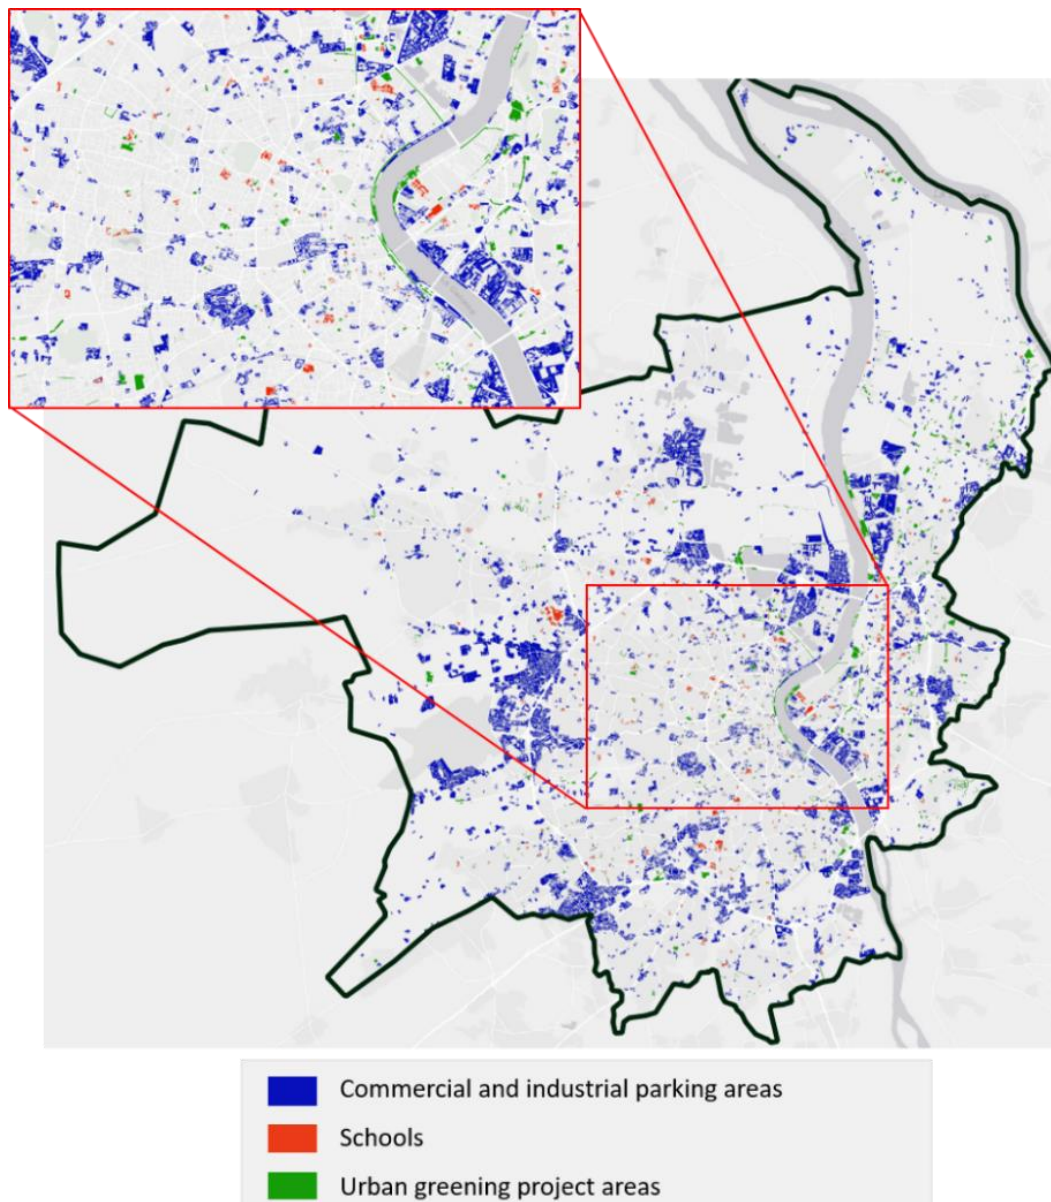 Commercial and industrial parking areas
Schools
Urban greening project areas